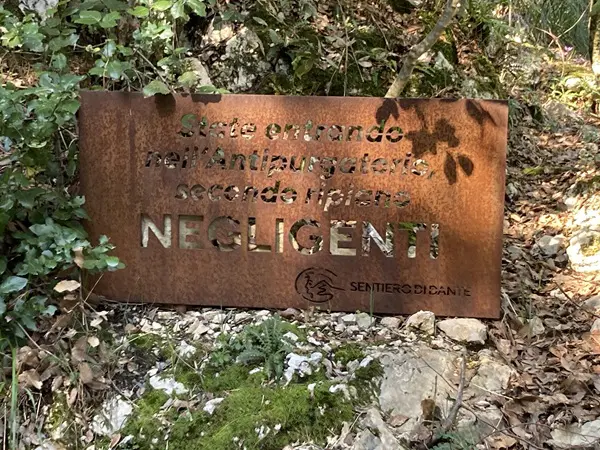 State entrando
nell'Antipurgatorio,
secondo ripiano
NEGLIGENTI
SENTIERO DI DANTE